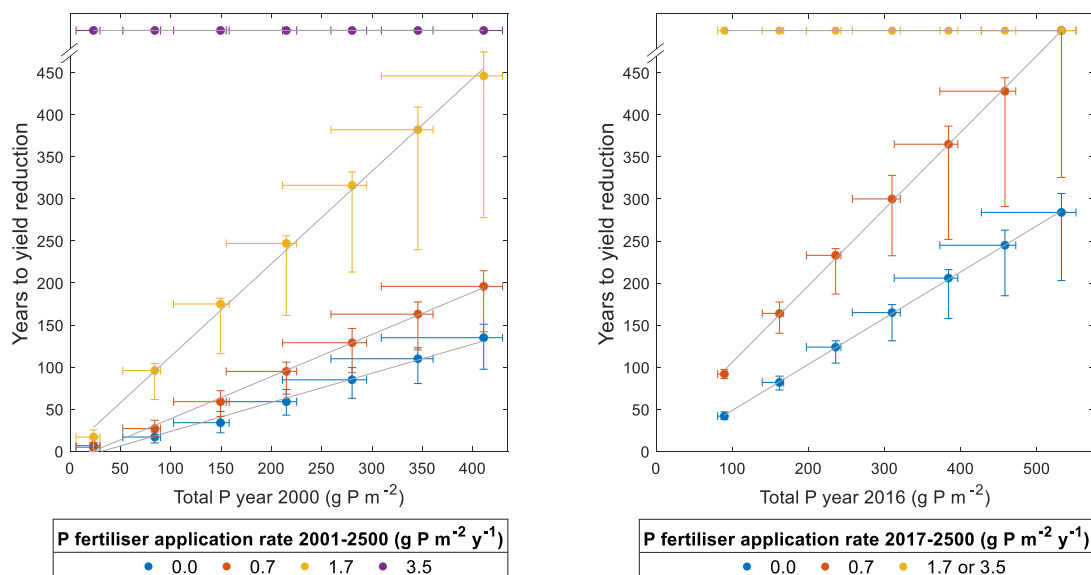 Years to yield reduction
450
400
350
300
250
200
150
100
50
0
0 50 100 150 200 250 300 350 400
Total P year 2000 (g P m⁻²)
P fertiliser application rate 2001-2500 (g P m⁻² y⁻¹)
0.0 0.7 1.7 3.5
Years to yield reduction
450
400
350
300
250
200
150
100
50
0
0 100 200 300 400 500
Total P year 2016 (g P m⁻²)
P fertiliser application rate 2017-2500 (g P m⁻² y⁻¹)
0.0 0.7 1.7 or 3.5